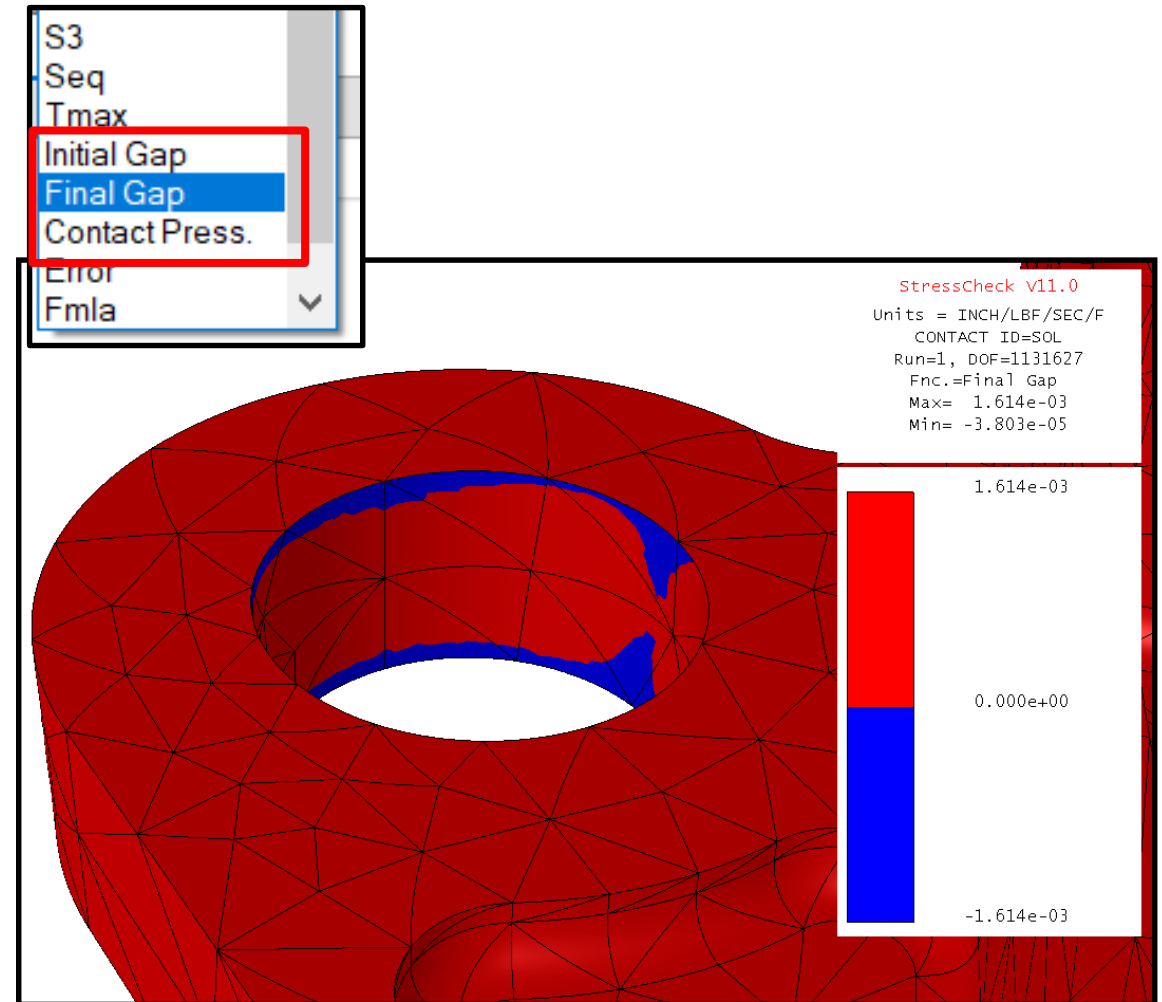 S3
Seq
Tmax
Initial Gap
Final Gap
Contact Press.
Error
Fmla
StressCheck V11.0
Units = INCH/LBF/SEC/F
CONTACT ID=SOL
Run=1, DOF=1131627
Fnc.=Final Gap
Max= 1.614e-03
Min= -3.803e-05
1.614e-03
0.000e+00
-1.614e-03